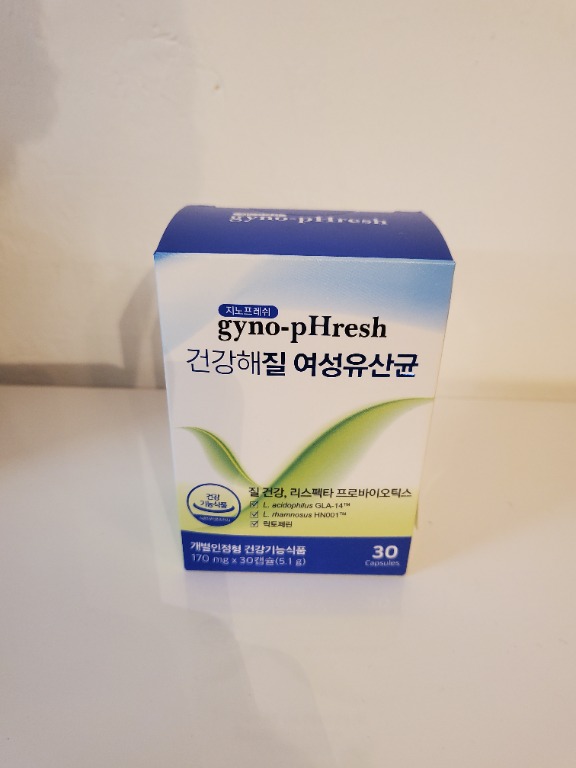 gyno-pHresh
지노프레쉬
gyno-pHresh
건강해질 여성유산균
건강
기능식품
질 건강, 리스펙타 프로바이오틱스
L. acidophilus GLA-14™
L. rhamnosus HN001™
락토페린
개별인정형 건강기능식품
170 mg x 30캡슐(5.1 g)
30
Capsules